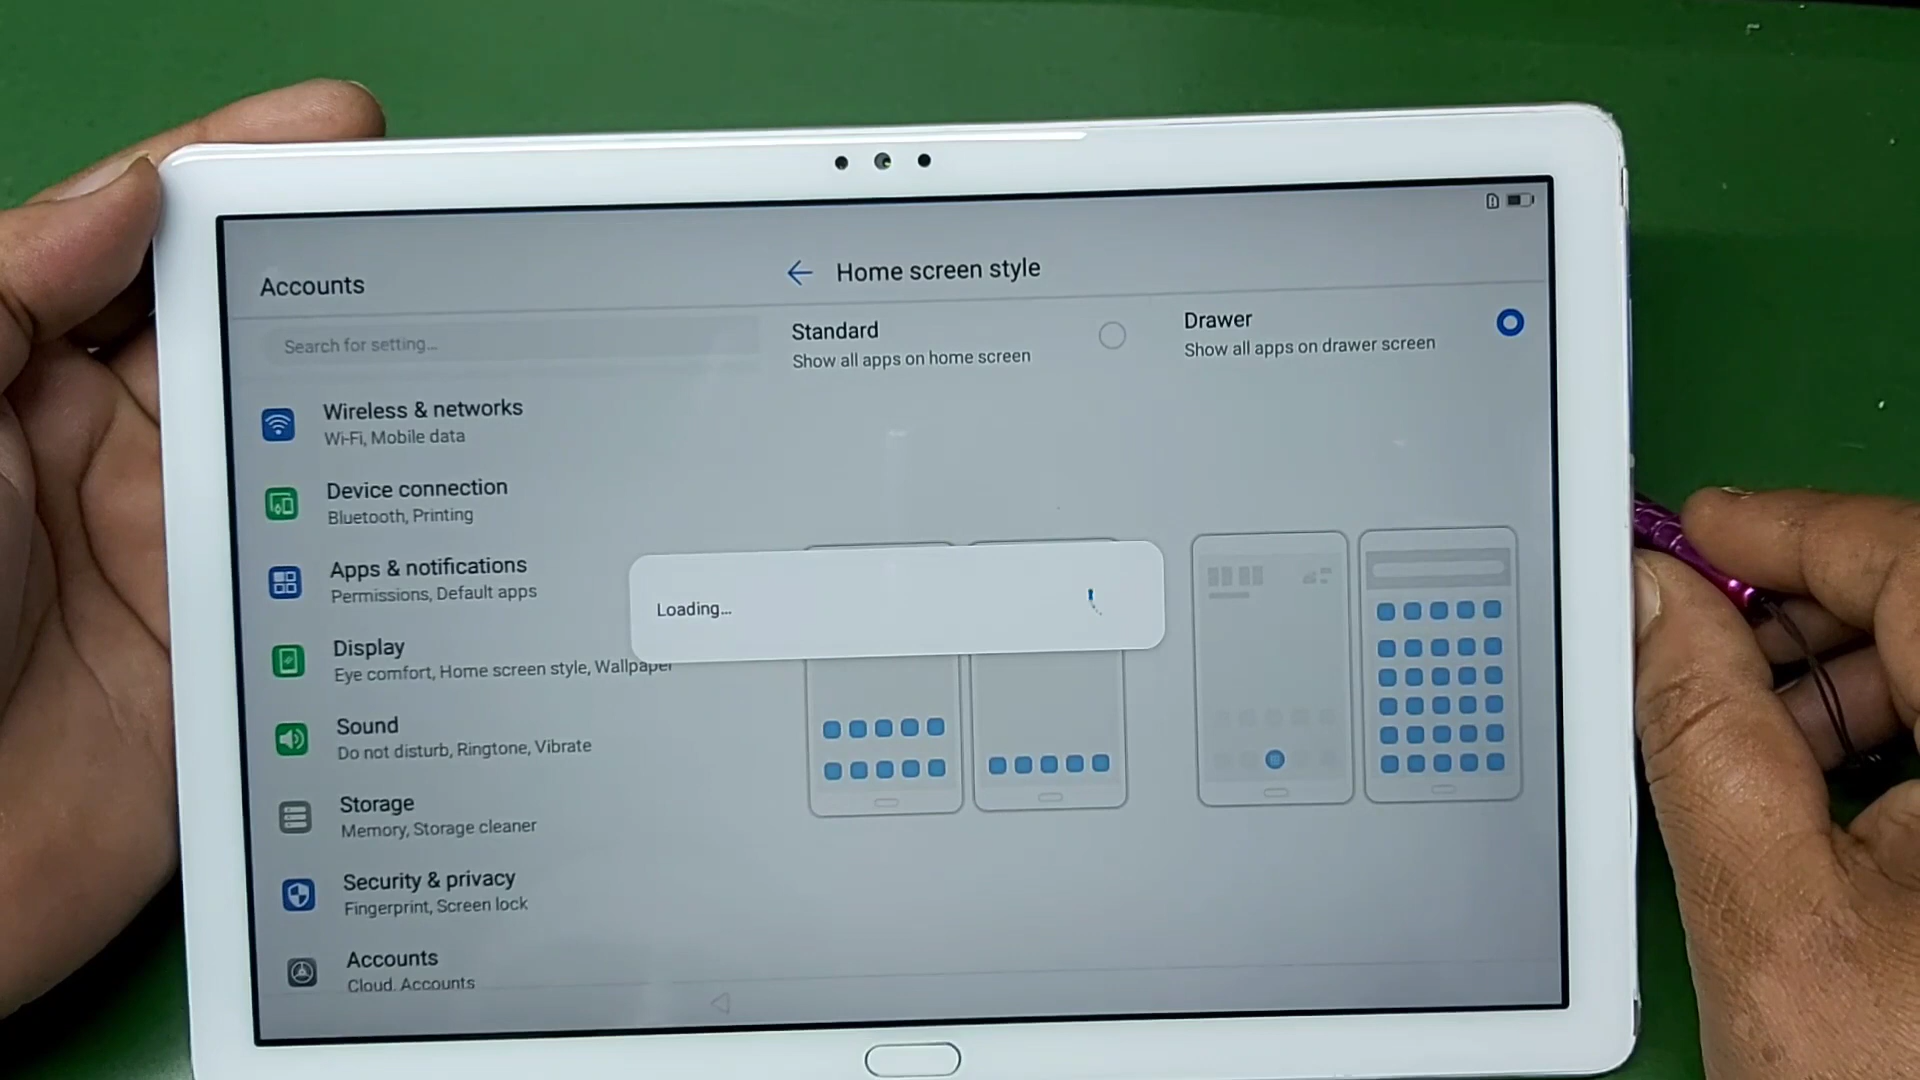 Accounts
Search for setting...
Wireless & networks
Wi-Fi, Mobile data
Device connection
Bluetooth, Printing
Apps & notifications
Permissions, Default apps
Display
Eye comfort, Home screen style, Wallpaper
Sound
Do not disturb, Ringtone, Vibrate
Storage
Memory, Storage cleaner
Security & privacy
Fingerprint, Screen lock
Accounts
Cloud, Accounts
Home screen style
Standard
Show all apps on home screen
Drawer
Show all apps on drawer screen
Loading...